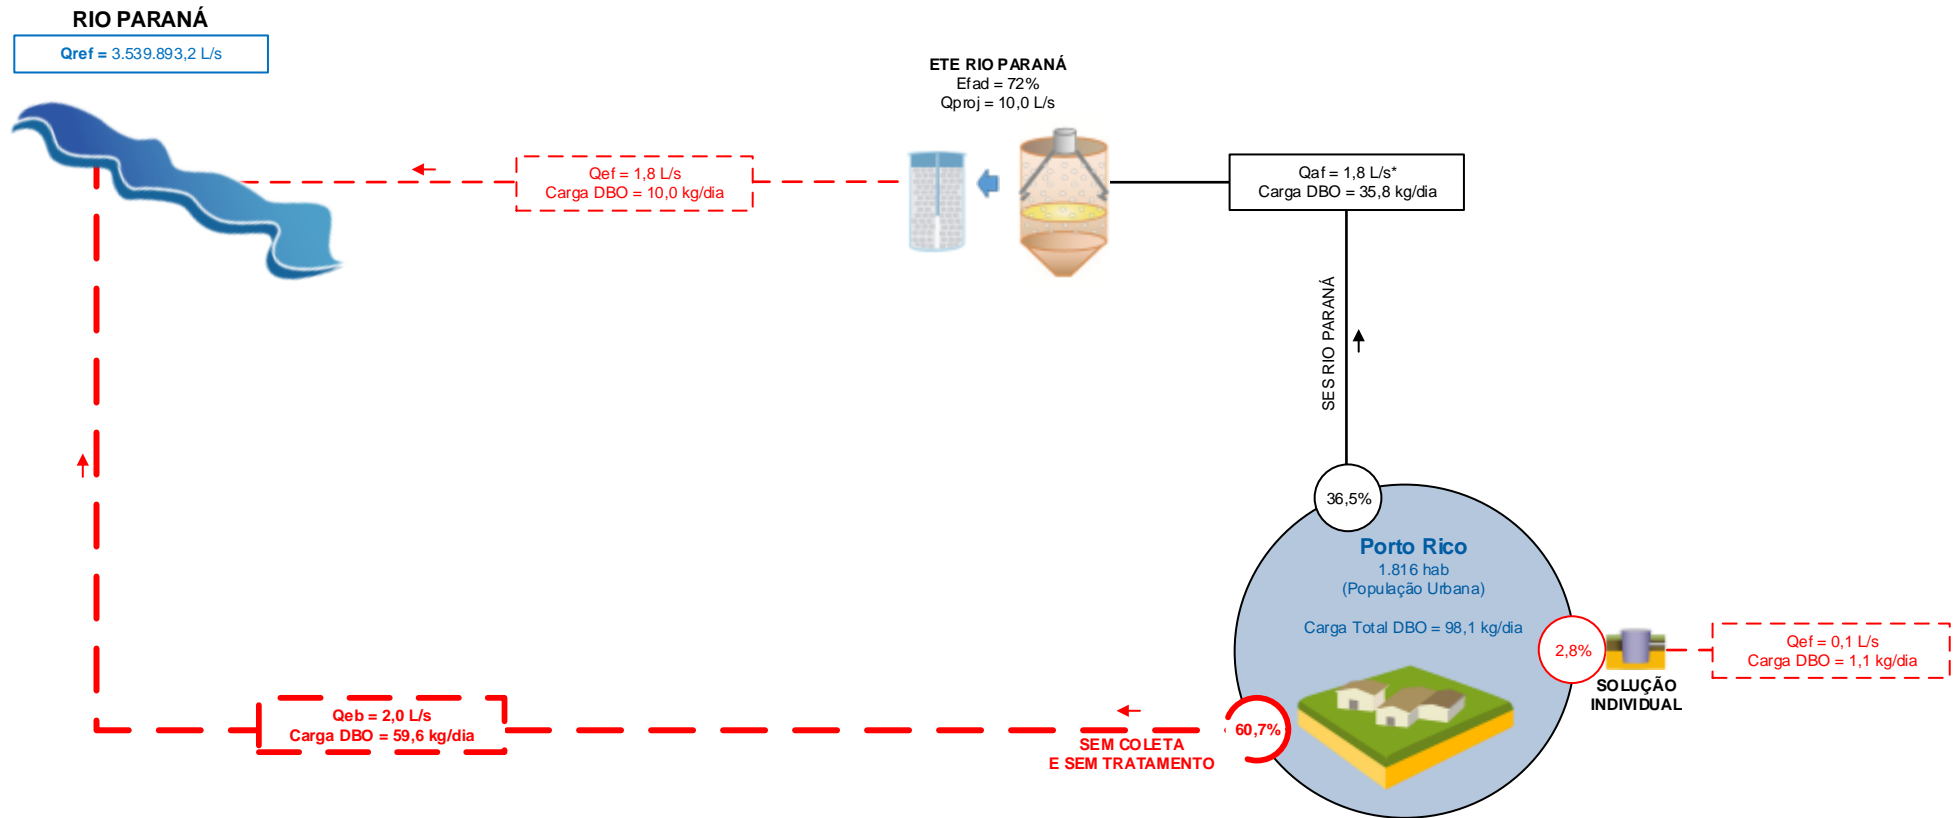 RIO PARANÁ
Qref = 3.539.893,2 L/s
ETE RIO PARANÁ
Efad = 72%
Qproj = 10,0 L/s
Qef = 1,8 L/s
Carga DBO = 10,0 kg/dia
Qaf = 1,8 L/s*
Carga DBO = 35,8 kg/dia
SES RIO PARANÁ
36,5%
Porto Rico
1.816 hab
(População Urbana)
Carga Total DBO = 98,1 kg/dia
2,8%
SOLUÇÃO
INDIVIDUAL
Qef = 0,1 L/s
Carga DBO = 1,1 kg/dia
60,7%
SEM COLETA
E SEM TRATAMENTO
Qeb = 2,0 L/s
Carga DBO = 59,6 kg/dia